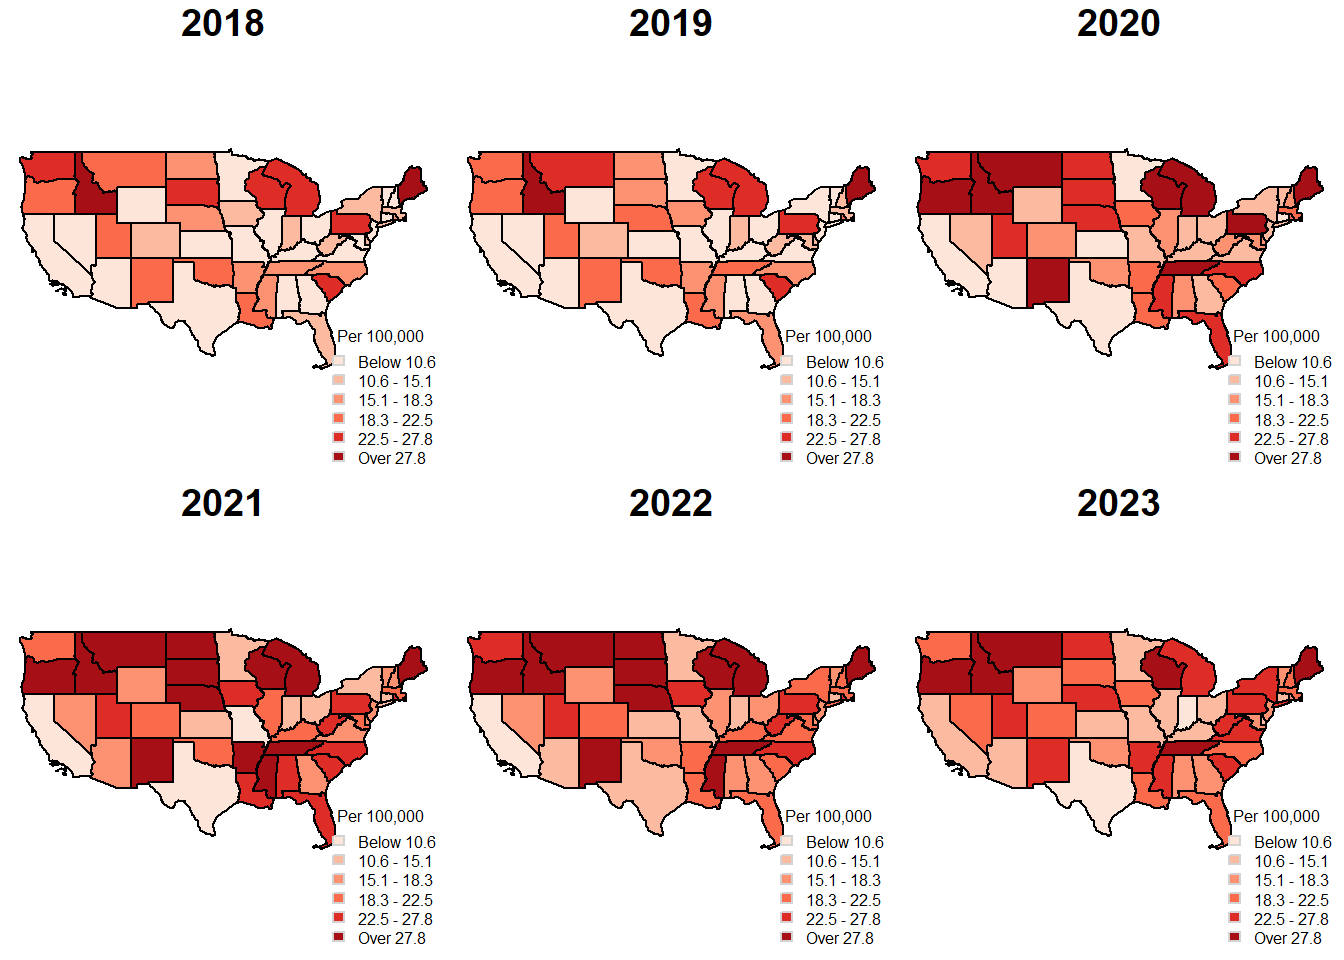 2018
2019
2020
Per 100,000
Below 10.6
10.6 - 15.1
15.1 - 18.3
18.3 - 22.5
22.5 - 27.8
Over 27.8
Per 100,000
Below 10.6
10.6 - 15.1
15.1 - 18.3
18.3 - 22.5
22.5 - 27.8
Over 27.8
Per 100,000
Below 10.6
10.6 - 15.1
15.1 - 18.3
18.3 - 22.5
22.5 - 27.8
Over 27.8
2021
2022
2023
Per 100,000
Below 10.6
10.6 - 15.1
15.1 - 18.3
18.3 - 22.5
22.5 - 27.8
Over 27.8
Per 100,000
Below 10.6
10.6 - 15.1
15.1 - 18.3
18.3 - 22.5
22.5 - 27.8
Over 27.8
Per 100,000
Below 10.6
10.6 - 15.1
15.1 - 18.3
18.3 - 22.5
22.5 - 27.8
Over 27.8